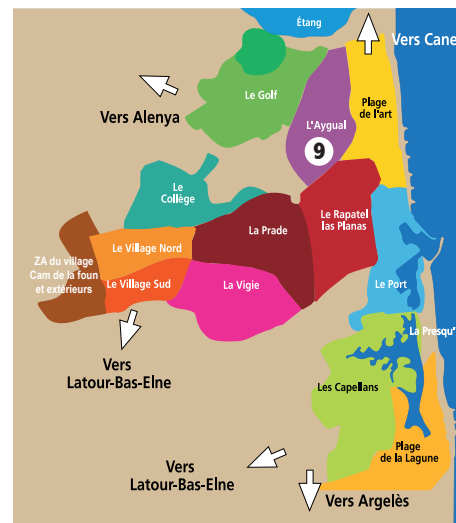 Étang
Vers Cane
Le Golf
Plage
de l'art
Vers Alenya
L'Aygual
9
Le
Collège
Le Rapatel
las Planas
La Prade
Le Village Nord
ZA du village
Cam de la foun
et extérieurs
Le Village Sud
La Vigie
Le Port
La Presqu'
Vers
Latour-Bas-Elne
Les Capellans
Plage
de la Lagune
Vers
Latour-Bas-Elne
Vers Argelès